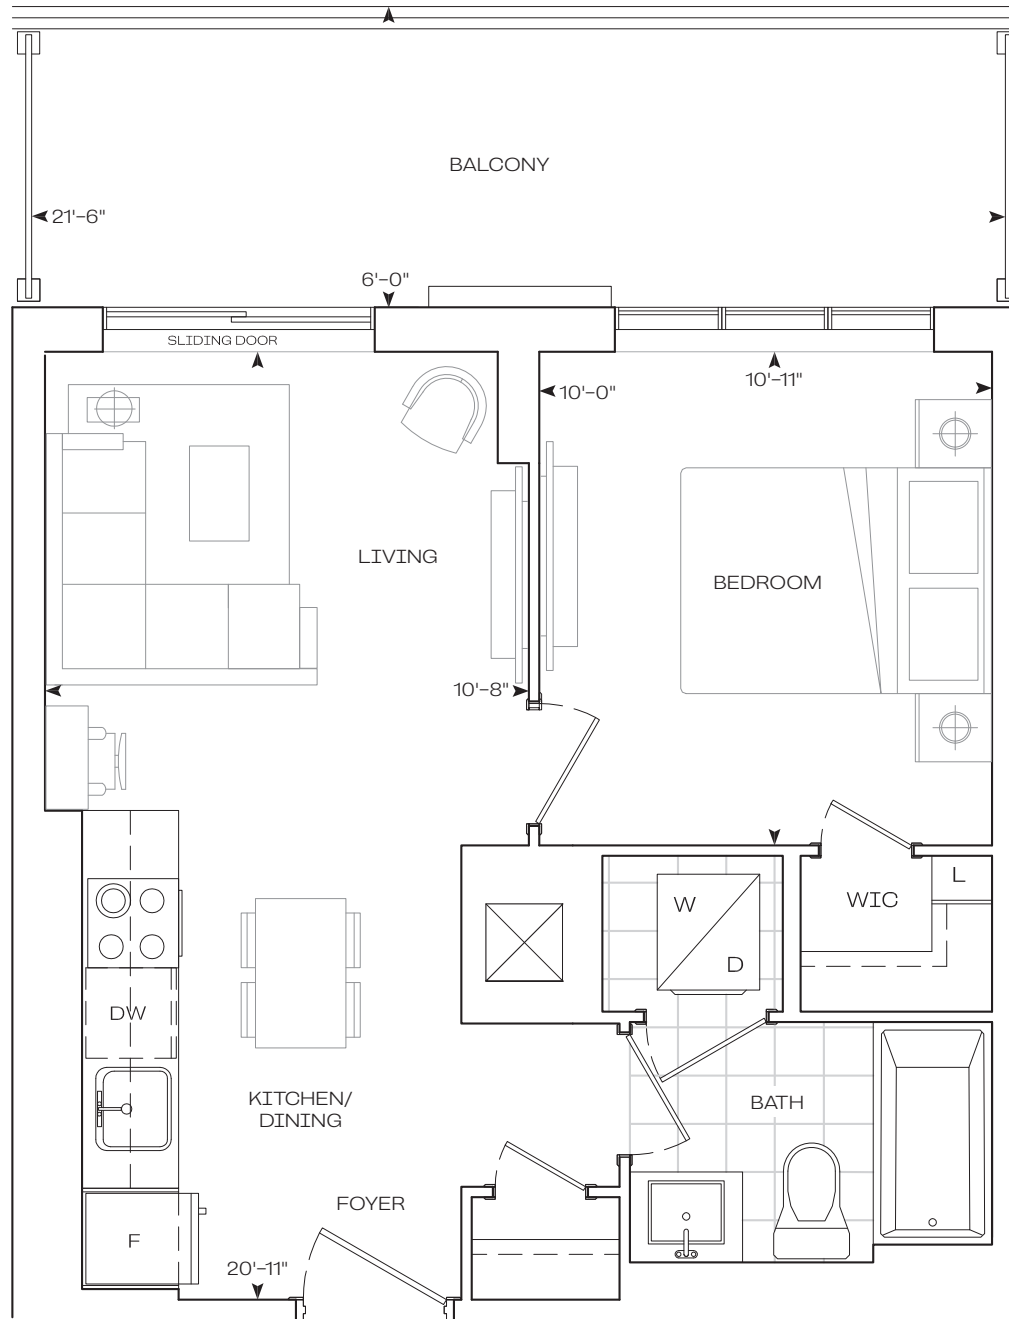 BALCONY
21'-6"
6'-0"
SLIDING DOOR
10'-0"
10'-11"
LIVING
BEDROOM
10'-8"
WIC
L
W
D
DW
KITCHEN/
DINING
BATH
FOYER
F
20'-11"